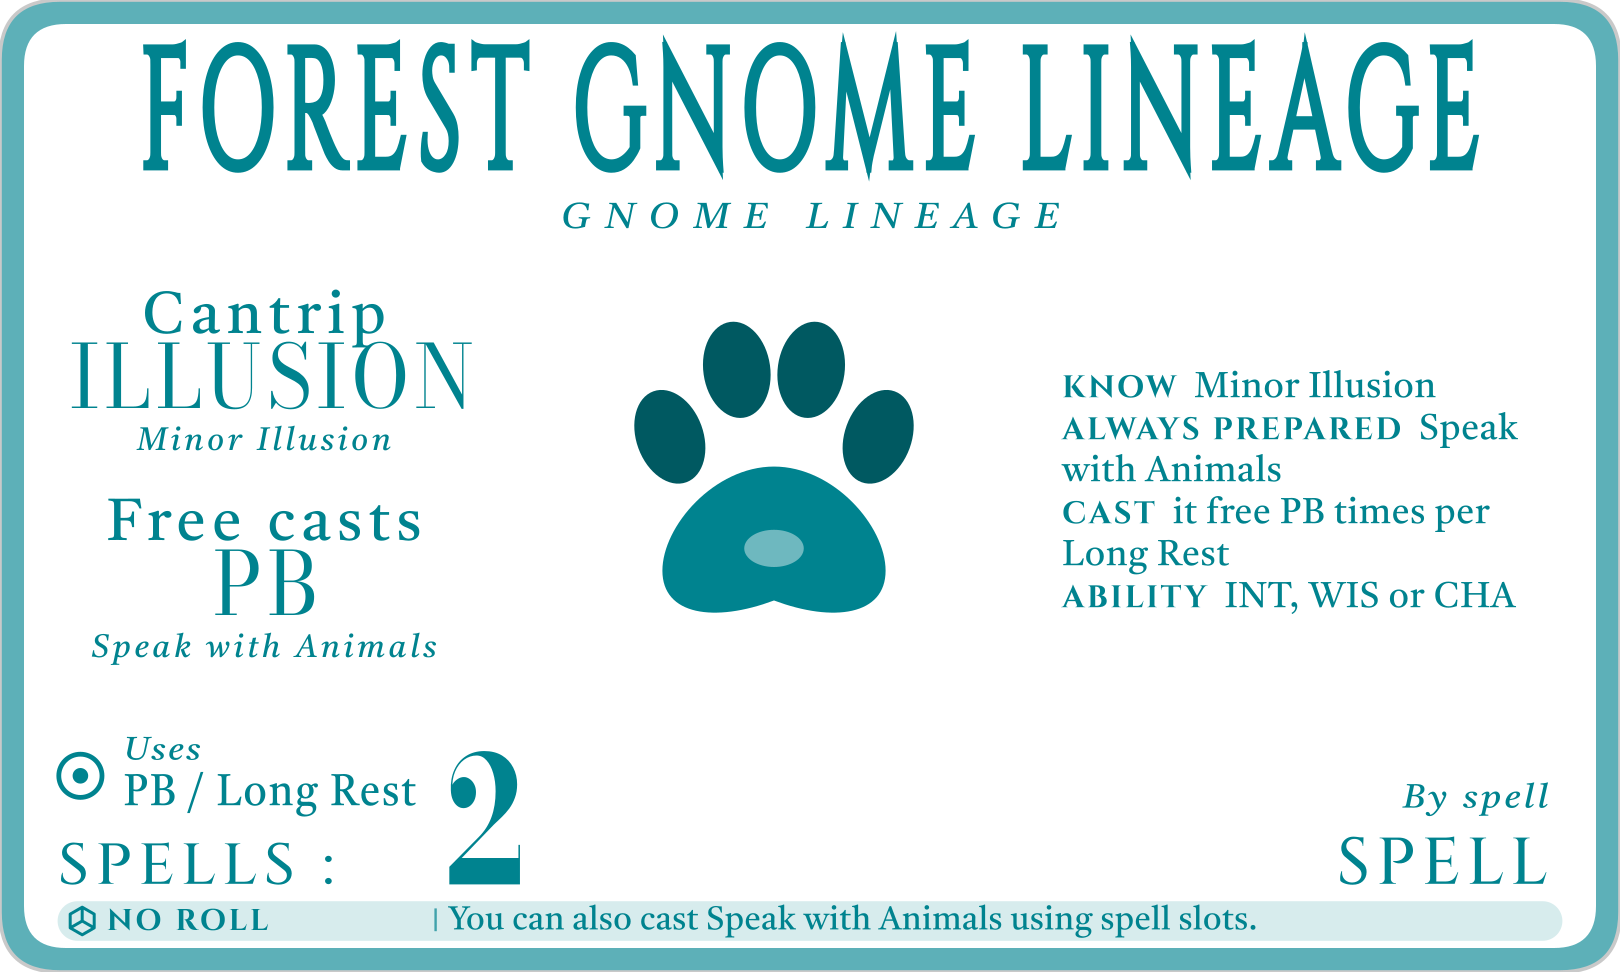 FOREST GNOME LINEAGE
GNOME LINEAGE
Cantrip
ILLUSION
Minor Illusion
Free casts
PB
Speak with Animals
KNOW Minor Illusion
ALWAYS PREPARED Speak
with Animals
CAST it free PB times per
Long Rest
ABILITY INT, WIS or CHA
Uses
PB / Long Rest
SPELLS : 2
By spell
SPELL
NO ROLL | You can also cast Speak with Animals using spell slots.